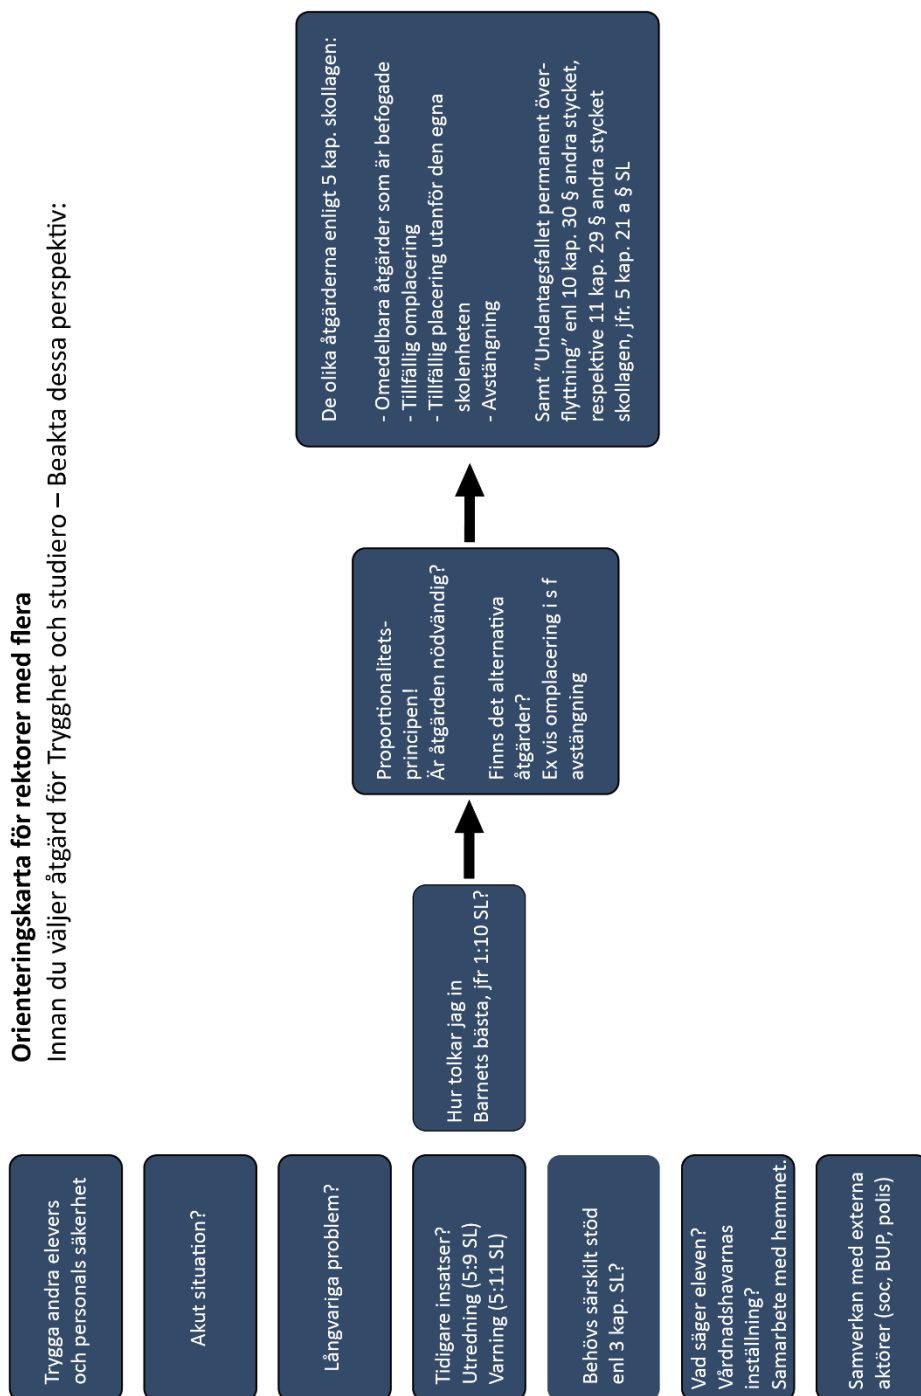 Orienteringskarta för rektorer med flera
Innan du väljer åtgärd för Trygghet och studiero – Beakta dessa perspektiv:
Trygga andra elevers
och personals säkerhet
Akut situation?
Långvariga problem?
Tidigare insatser?
Utredning (5:9 SL)
Varning (5:11 SL)
Behövs särskilt stöd
enl 3 kap. SL?
Vad säger eleven?
Vårdnadshavarnas
inställning?
Samarbete med hemmet.
Samverkan med externa
aktörer (soc, BUP, polis)
Hur tolkar jag in
Barnets bästa, jfr 1:10 SL?
Proportionalitets-
principen!
Är åtgärden nödvändig?
Finns det alternativa
åtgärder?
Ex vis omplacering i s f
avstängning
De olika åtgärderna enligt 5 kap. skollagen:
- Omedelbara åtgärder som är befogade
- Tillfällig omplacering
- Tillfällig placering utanför den egna
skolenheten
- Avstängning
Samt ”Undantagsfallet permanent över-
flyttning” enl 10 kap. 30 § andra stycket,
respektive 11 kap. 29 § andra stycket
skollagen, jfr. 5 kap. 21 a § SL